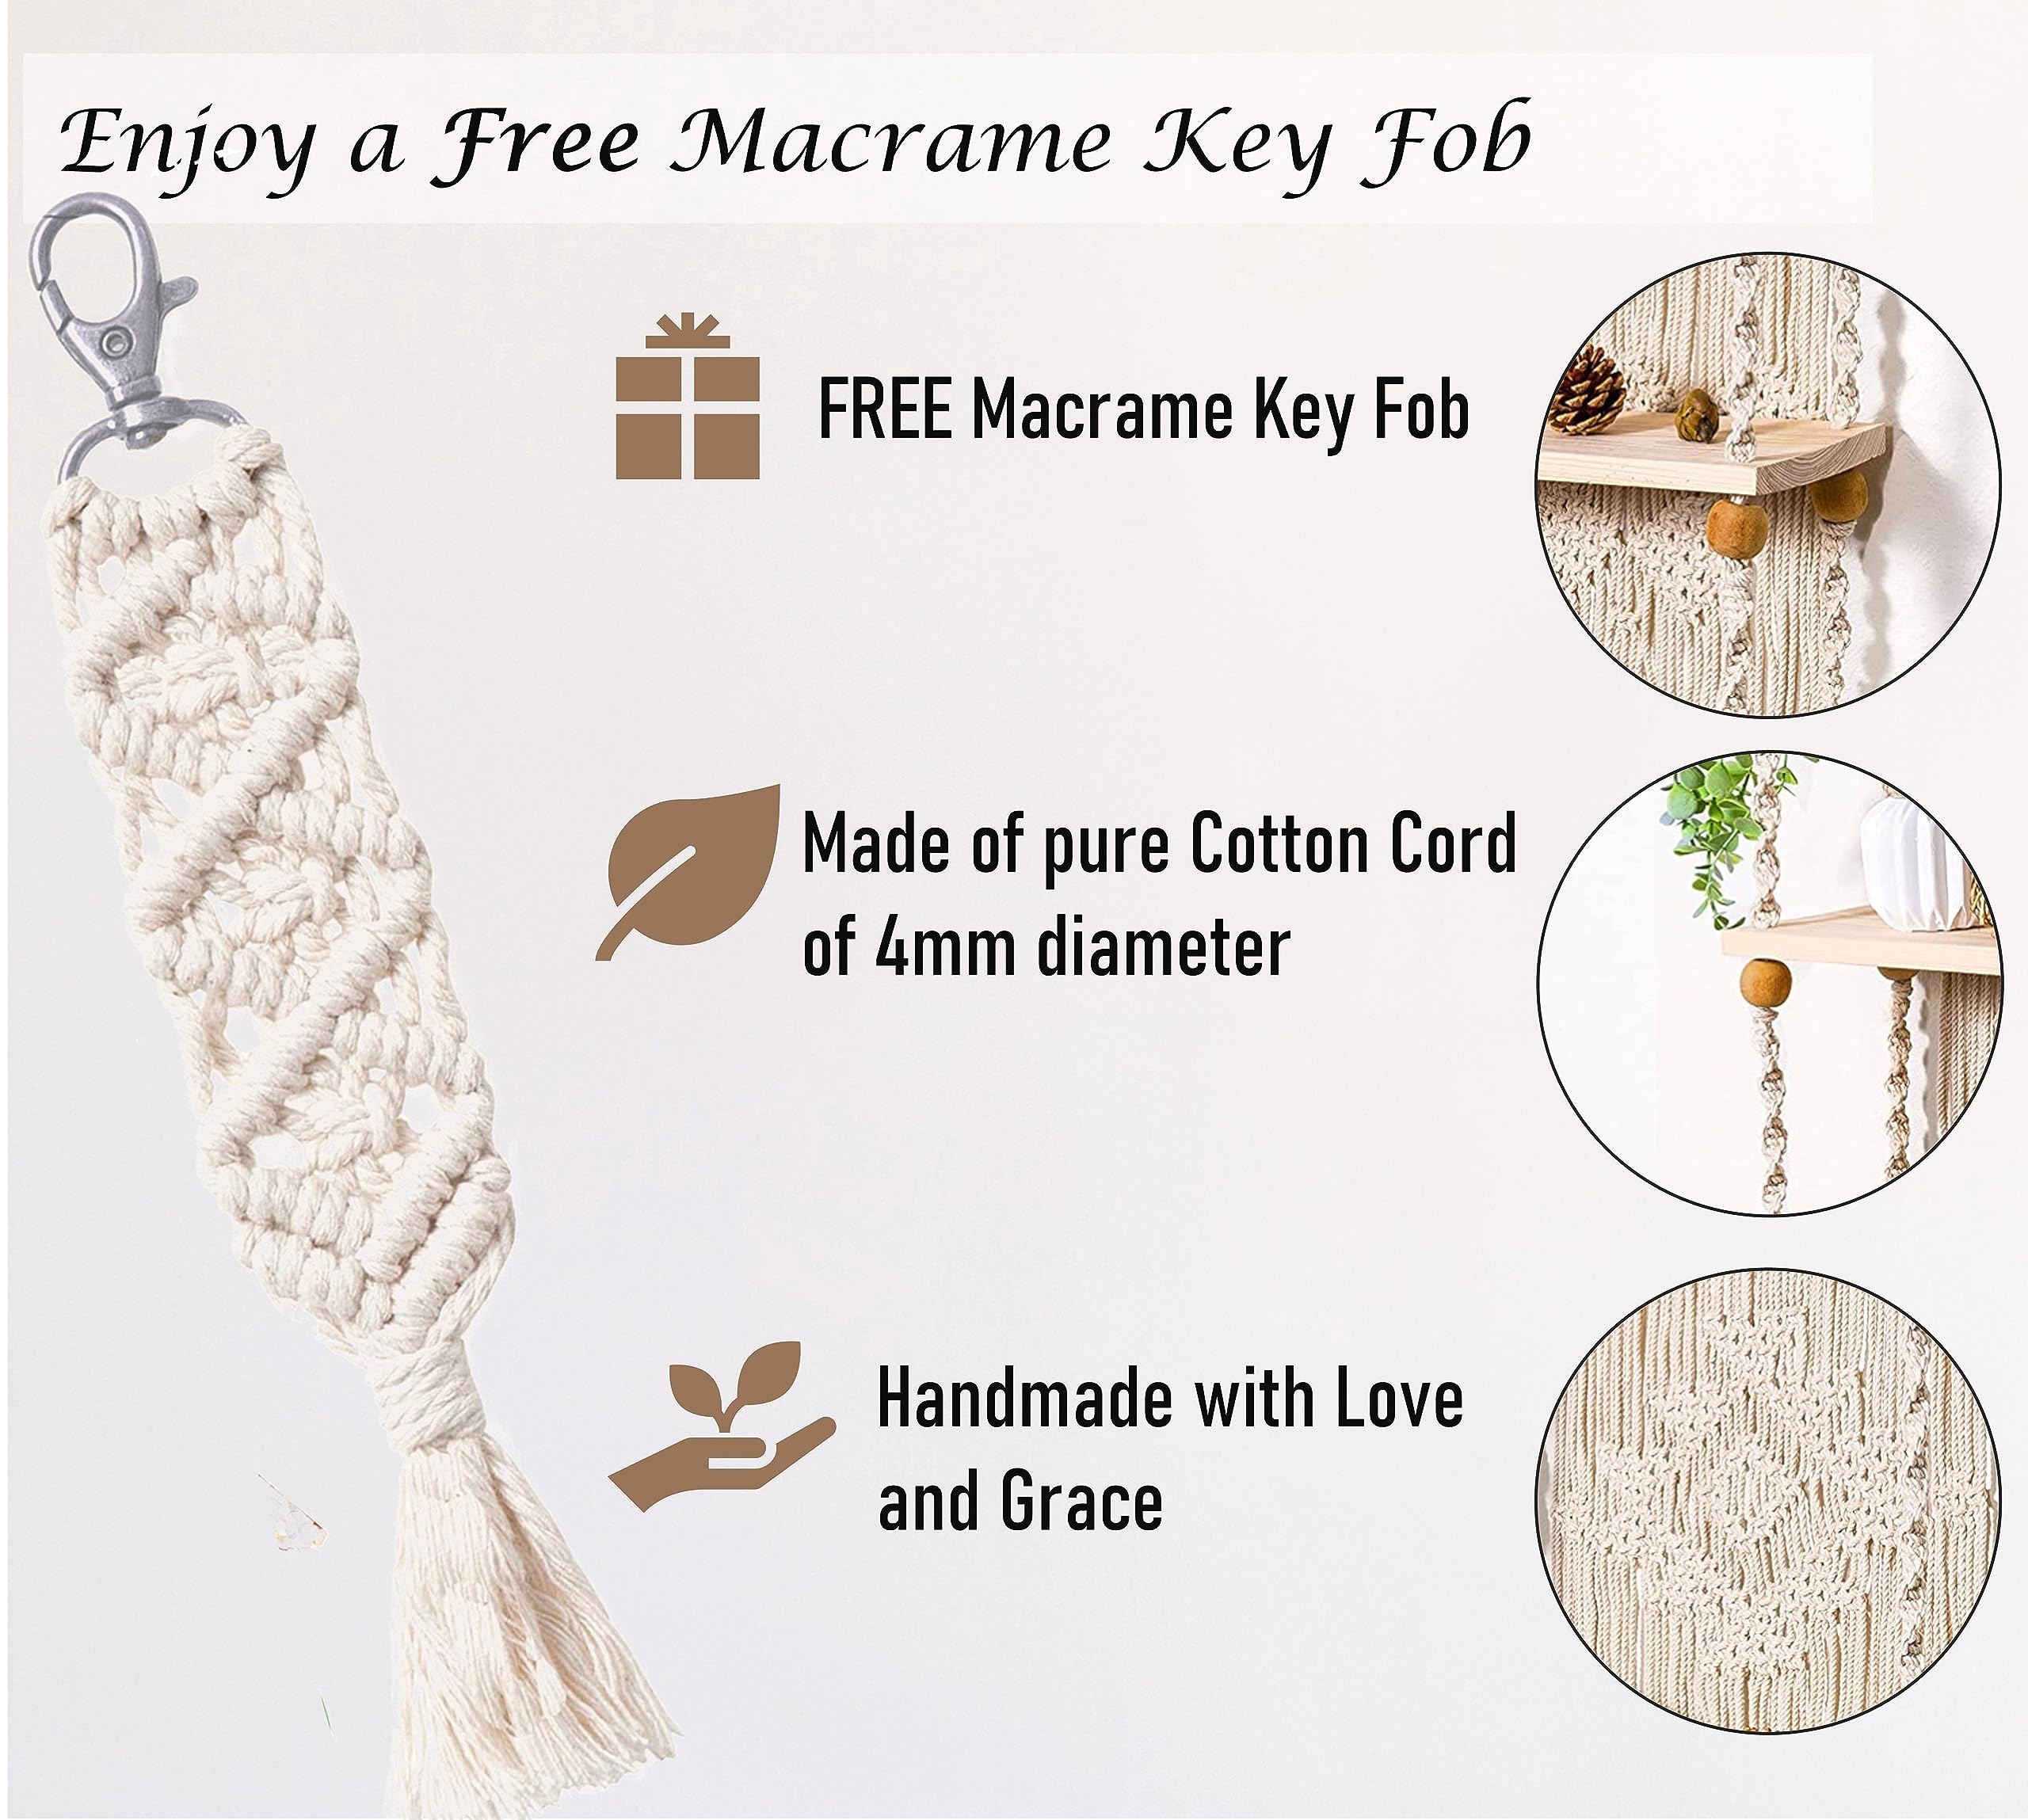 Enjoy a Free Macrame Key Fob
FREE Macrame Key Fob
Made of pure Cotton Cord
of 4mm diameter
Handmade with Love
and Grace